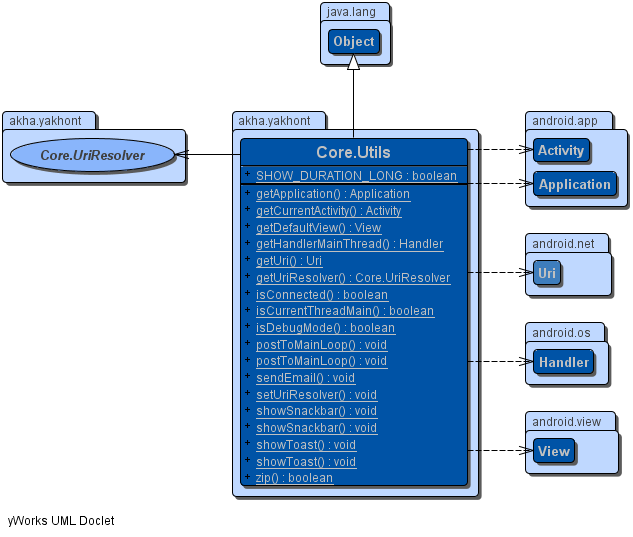 java.lang
Object
akha.yakhont
Core.UriResolver
akha.yakhont
Core.Utils
+ SHOW_DURATION_LONG : boolean
+ getApplication() : Application
+ getCurrentActivity() : Activity
+ getDefaultView() : View
+ getHandlerMainThread() : Handler
+ getUri() : Uri
+ getUriResolver() : Core.UriResolver
+ isConnected() : boolean
+ isCurrentThreadMain() : boolean
+ isDebugMode() : boolean
+ postToMainLoop() : void
+ postToMainLoop() : void
+ sendEmail() : void
+ setUriResolver() : void
+ showSnackbar() : void
+ showSnackbar() : void
+ showToast() : void
+ showToast() : void
+ zip() : boolean
android.app
Activity
Application
android.net
Uri
android.os
Handler
android.view
View
yWorks UML Doclet